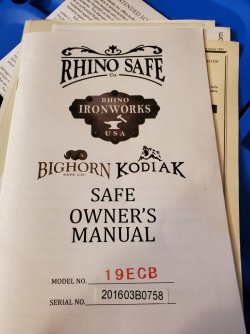 RHINO SAFE
Co.
RHINO
IRONWORKS
USA
BIGHORN
SAFE CO.
KODIAK
SAFE
OWNER'S
MANUAL
MODEL NO. 19ECB
SERIAL NO. 201603B0758